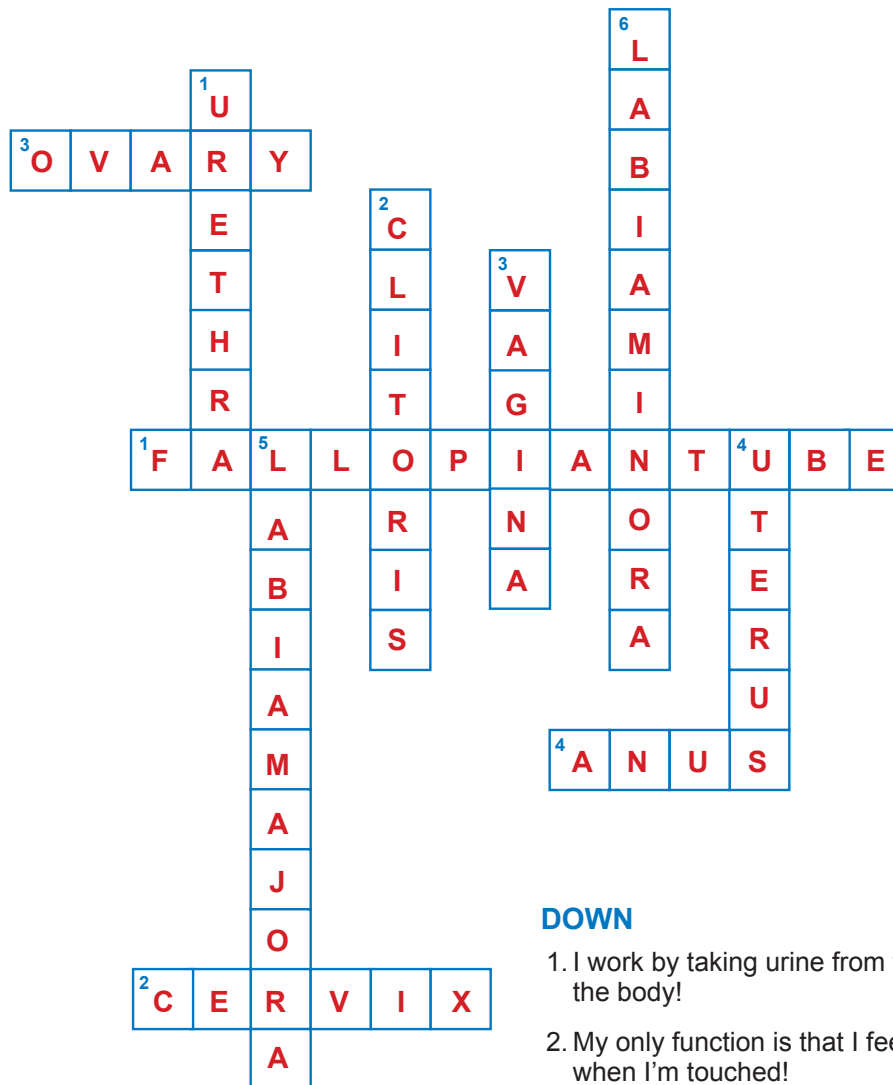 6
L
1
U
A
3
O V A R Y
B
E
2
C
I
T
L
3
V
A
H
I
A
M
R
T
G
I
1
F A 5 L L O P I A N T 4 U B E
A
R
N
O
T
B
I
A
R
E
I
S
A
R
A
U
M
4
A N U S
A
J
DOWN
O
1. I work by taking urine from
2
C E R V I X
the body!
A
2. My only function is that I fee
when I'm touched!